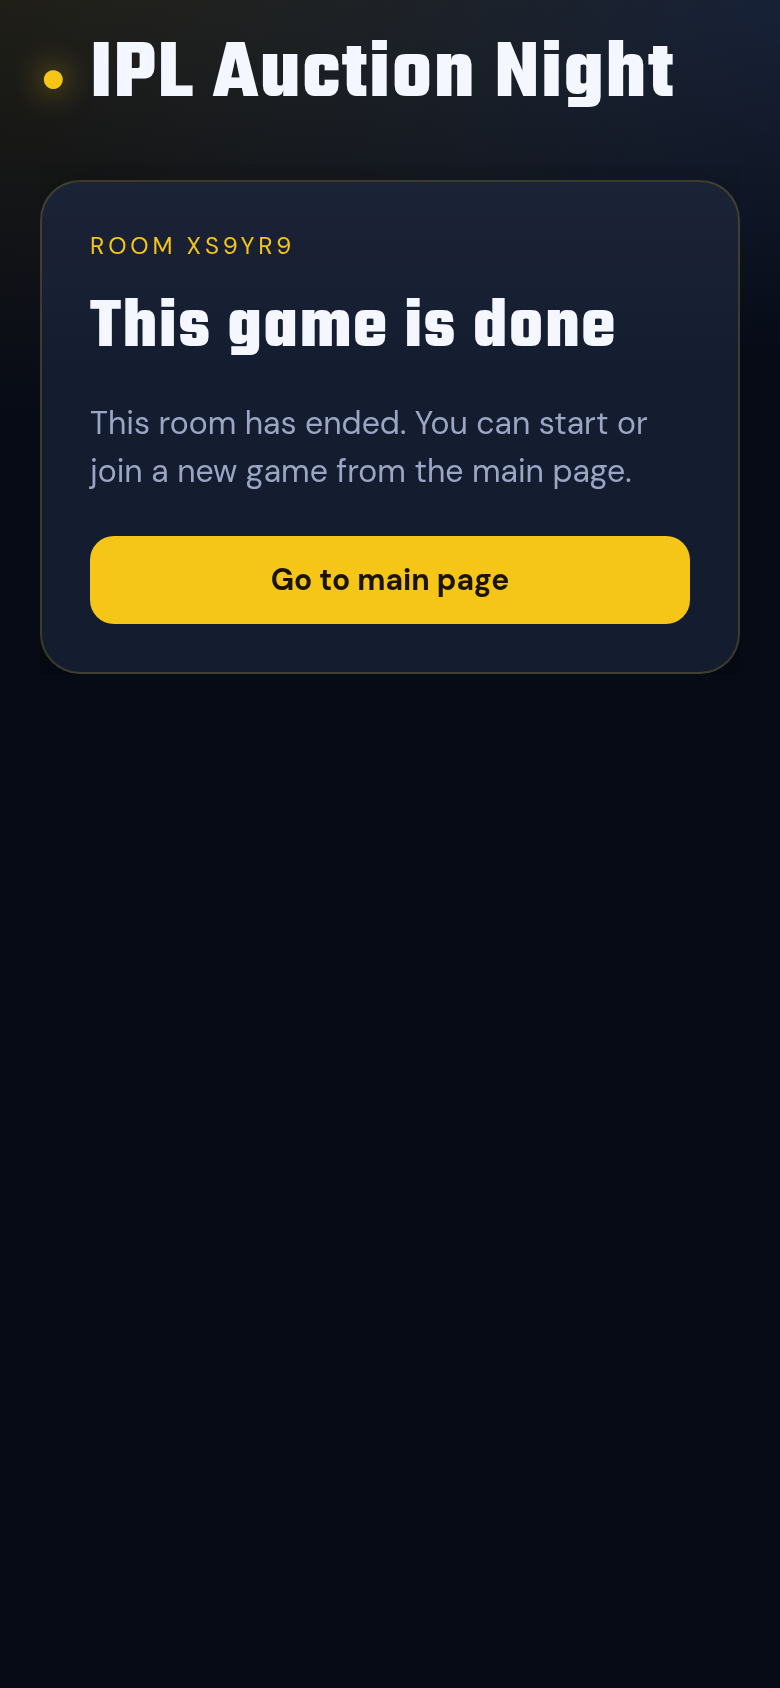 IPL Auction Night
ROOM XS9YR9
This game is done
This room has ended. You can start or
join a new game from the main page.
Go to main page